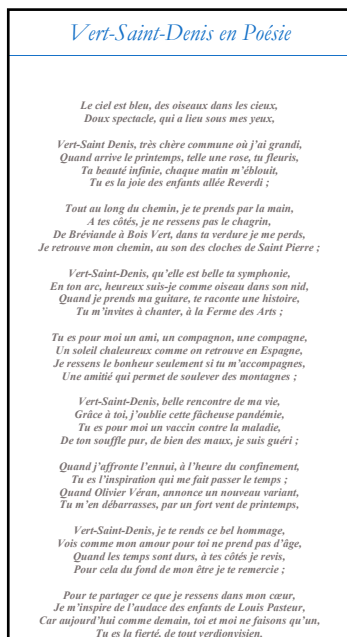 Vert-Saint-Denis en Poésie
Le ciel est bleu, des oiseaux dans les cieux,
Doux spectacle, qui a lieu sous mes yeux,
Vert-Saint Denis, très chère commune où j'ai grandi,
Quand arrive le printemps, telle une rose, tu fleuris,
Ta beauté infinie, chaque matin m'éblouit,
Tu es la joie des enfants allée Reverdi ;
Tout au long du chemin, je te prends par la main,
A tes côtés, je ne ressens pas le chagrin,
De Bréviande à Bois Vert, dans ta verdure je me perds,
Je retrouve mon chemin, au son des cloches de Saint Pierre ;
Vert-Saint-Denis, qu'elle est belle ta symphonie,
En ton arc, heureux suis-je comme oiseau dans son nid,
Quand je prends ma guitare, te raconte une histoire,
Tu m'invites à chanter, à la Ferme des Arts ;
Tu es pour moi un ami, un compagnon, une compagne,
Un soleil chaleureux comme on retrouve en Espagne,
Je ressens le bonheur seulement si tu m'accompagnes,
Une amitié qui permet de soulever des montagnes ;
Vert-Saint-Denis, belle rencontre de ma vie,
Grâce à toi, j'oublie cette fâcheuse pandémie,
Tu es pour moi un vaccin contre la maladie,
De ton souffle pur, de bien des maux, je suis guéri ;
Quand j'affronte l'ennui, à l'heure du confinement,
Tu es l'inspiration qui me fait passer le temps ;
Quand Olivier Véran, annonce un nouveau variant,
Tu m'en débarrasses, par un fort vent de printemps,
Vert-Saint-Denis, je te rends ce bel hommage,
Vois comme mon amour pour toi ne prend pas d'âge,
Quand les temps sont durs, à tes côtés je revis,
Pour cela du fond de mon être je te remercie ;
Pour te partager ce que je ressens dans mon cœur,
Je m'inspire de l'audace des enfants de Louis Pasteur,
Car aujourd'hui comme demain, toi et moi ne faisons qu'un,
Tu es la fierté, de tout verdionvisien.